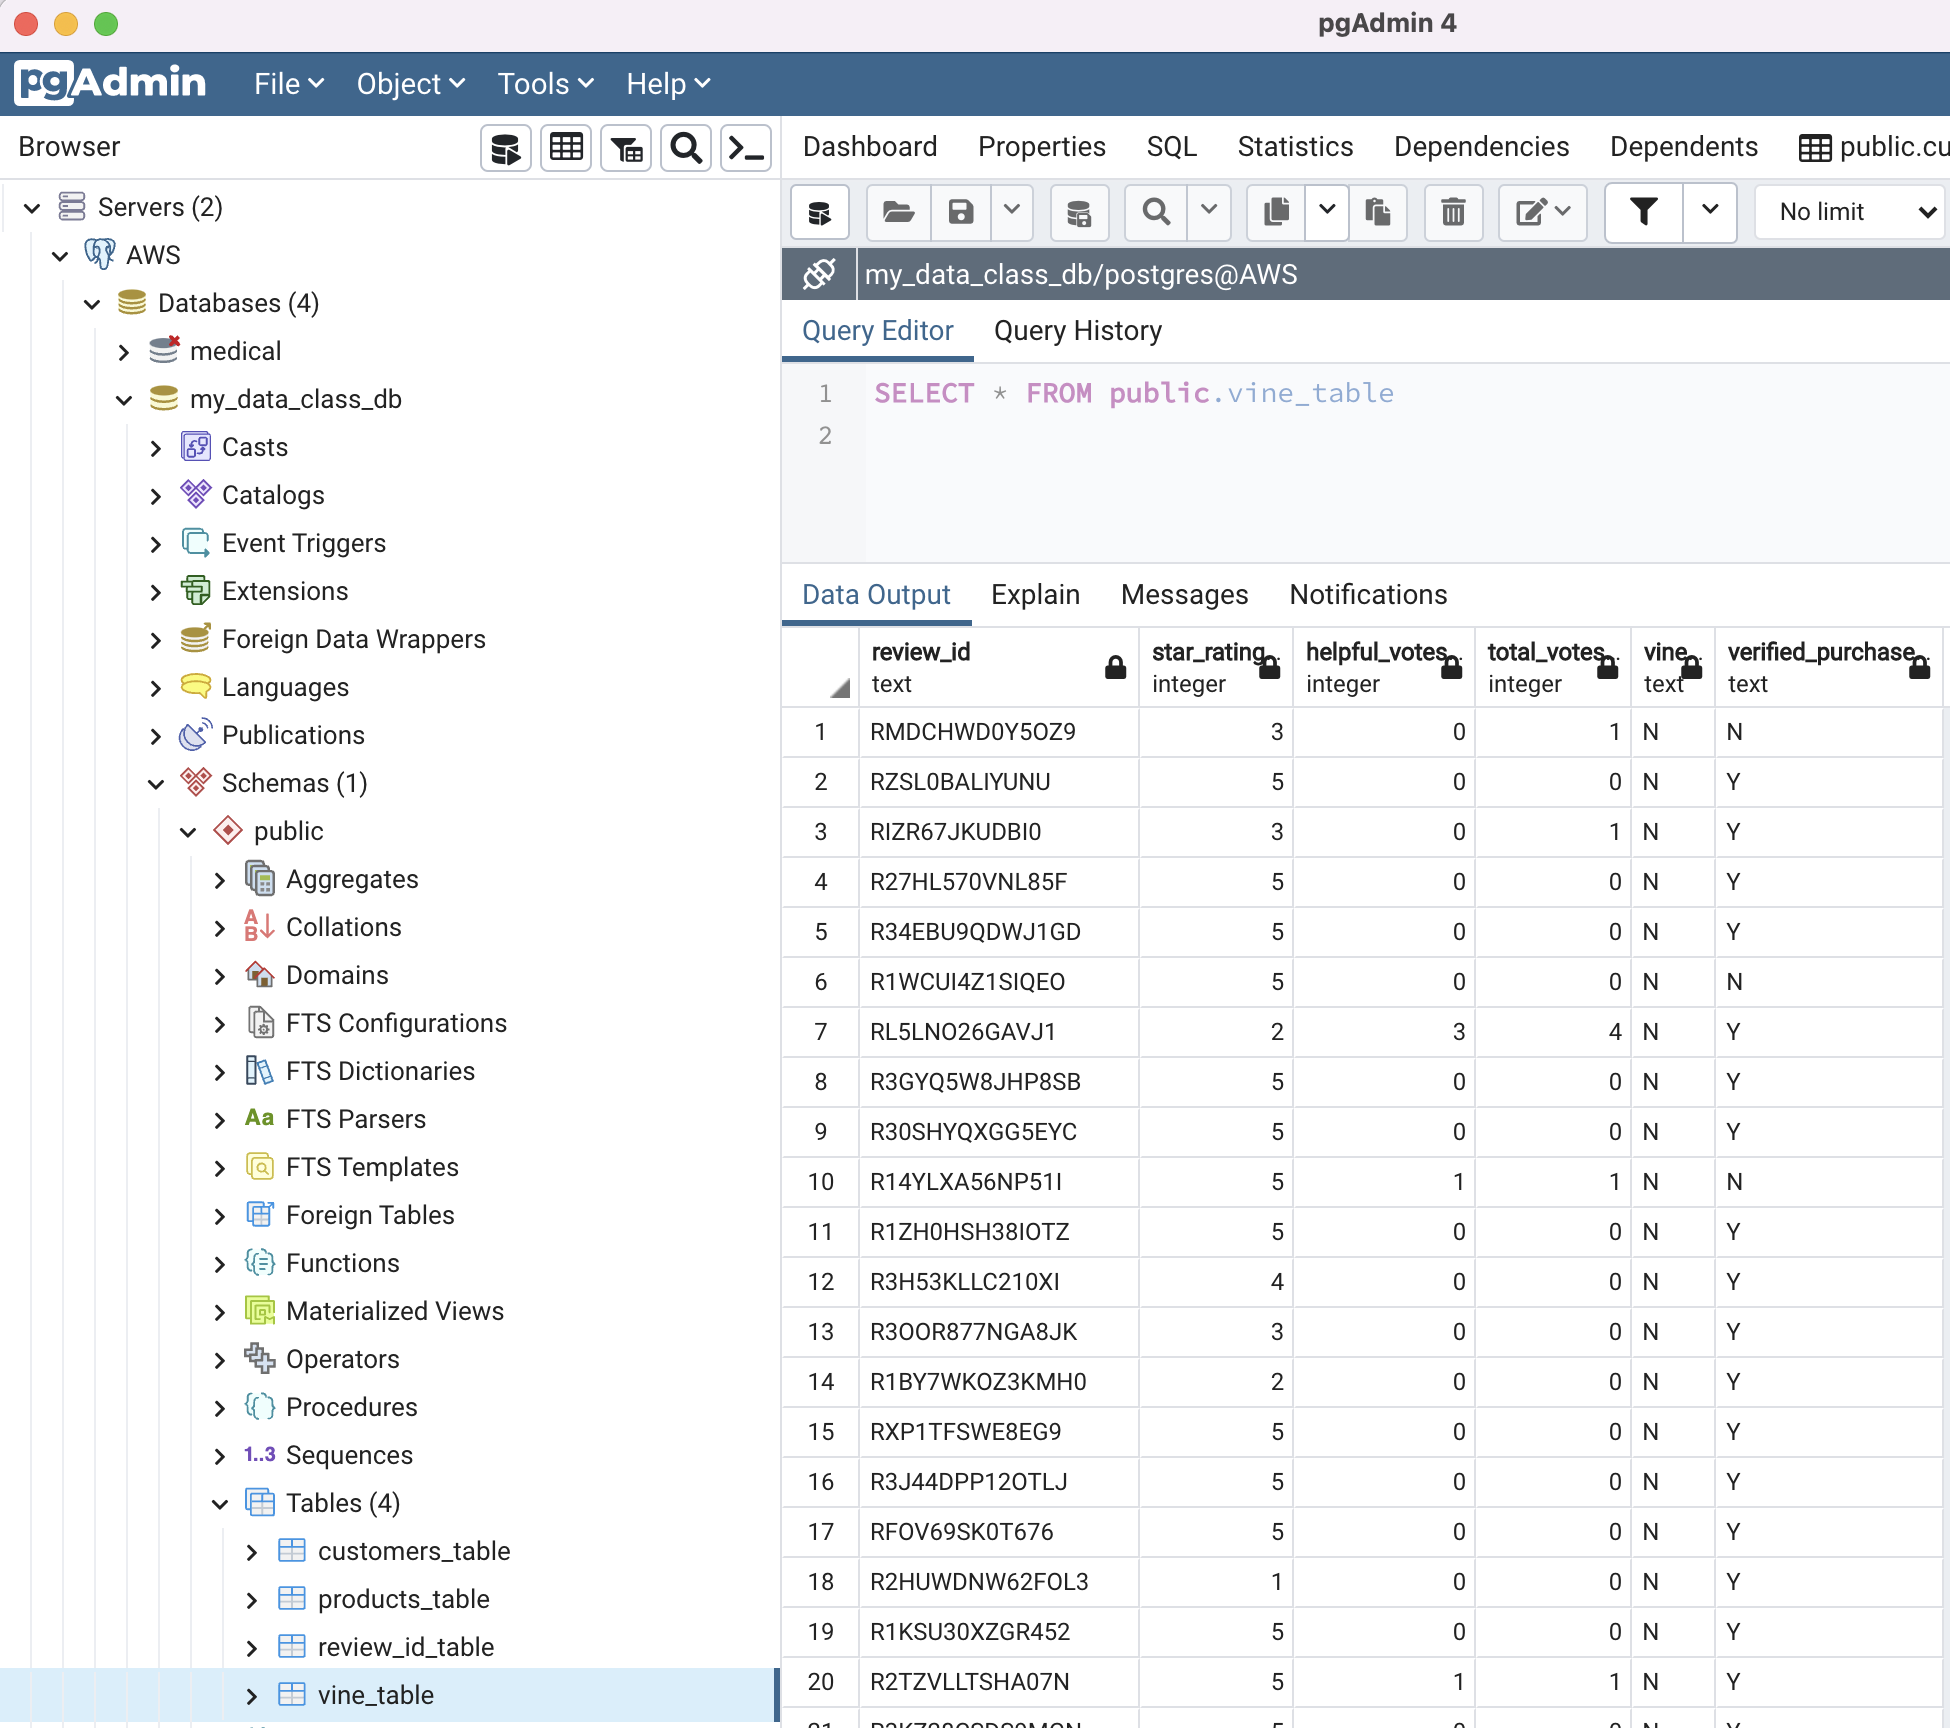 pgAdmin 4
pgAdmin File Object Tools Help
Browser
Servers (2)
AWS
Databases (4)
medical
my_data_class_db
Casts
Catalogs
Event Triggers
Extensions
Foreign Data Wrappers
Languages
Publications
Schemas (1)
public
Aggregates
Collations
Domains
FTS Configurations
FTS Dictionaries
Aa FTS Parsers
FTS Templates
Foreign Tables
Functions
Materialized Views
Operators
Procedures
1..3 Sequences
Tables (4)
customers_table
products_table
review_id_table
vine_table
Dashboard Properties SQL Statistics Dependencies Dependents public.cu
No limit
my_data_class_db/postgres@AWS
Query Editor Query History
1 SELECT * FROM public.vine_table
2
Data Output Explain Messages Notifications
review_id star_rating helpful_votes total_votes vine verified_purchase
text integer integer integer text text
1 RMDCHWD0Y5OZ9 3 0 1 N N
2 RZSL0BALIYUNU 5 0 0 N Y
3 RIZR67JKUDBI0 3 0 1 N Y
4 R27HL570VNL85F 5 0 0 N Y
5 R34EBU9QDWJ1GD 5 0 0 N Y
6 R1WCUI4Z1SIQEO 5 0 0 N N
7 RL5LNO26GAVJ1 2 3 4 N Y
8 R3GYQ5W8JHP8SB 5 0 0 N Y
9 R30SHYQXGG5EYC 5 0 0 N Y
10 R14YLXA56NP51I 5 1 1 N N
11 R1ZH0HSH38IOTZ 5 0 0 N Y
12 R3H53KLLC210XI 4 0 0 N Y
13 R3OOR877NGA8JK 3 0 0 N Y
14 R1BY7WKOZ3KMH0 2 0 0 N Y
15 RXP1TFSWE8EG9 5 0 0 N Y
16 R3J44DPP12OTLJ 5 0 0 N Y
17 RFOV69SK0T676 5 0 0 N Y
18 R2HUWDNW62FOL3 1 0 0 N Y
19 R1KSU30XZGR452 5 0 0 N Y
20 R2TZVLLTSHA07N 5 1 1 N Y